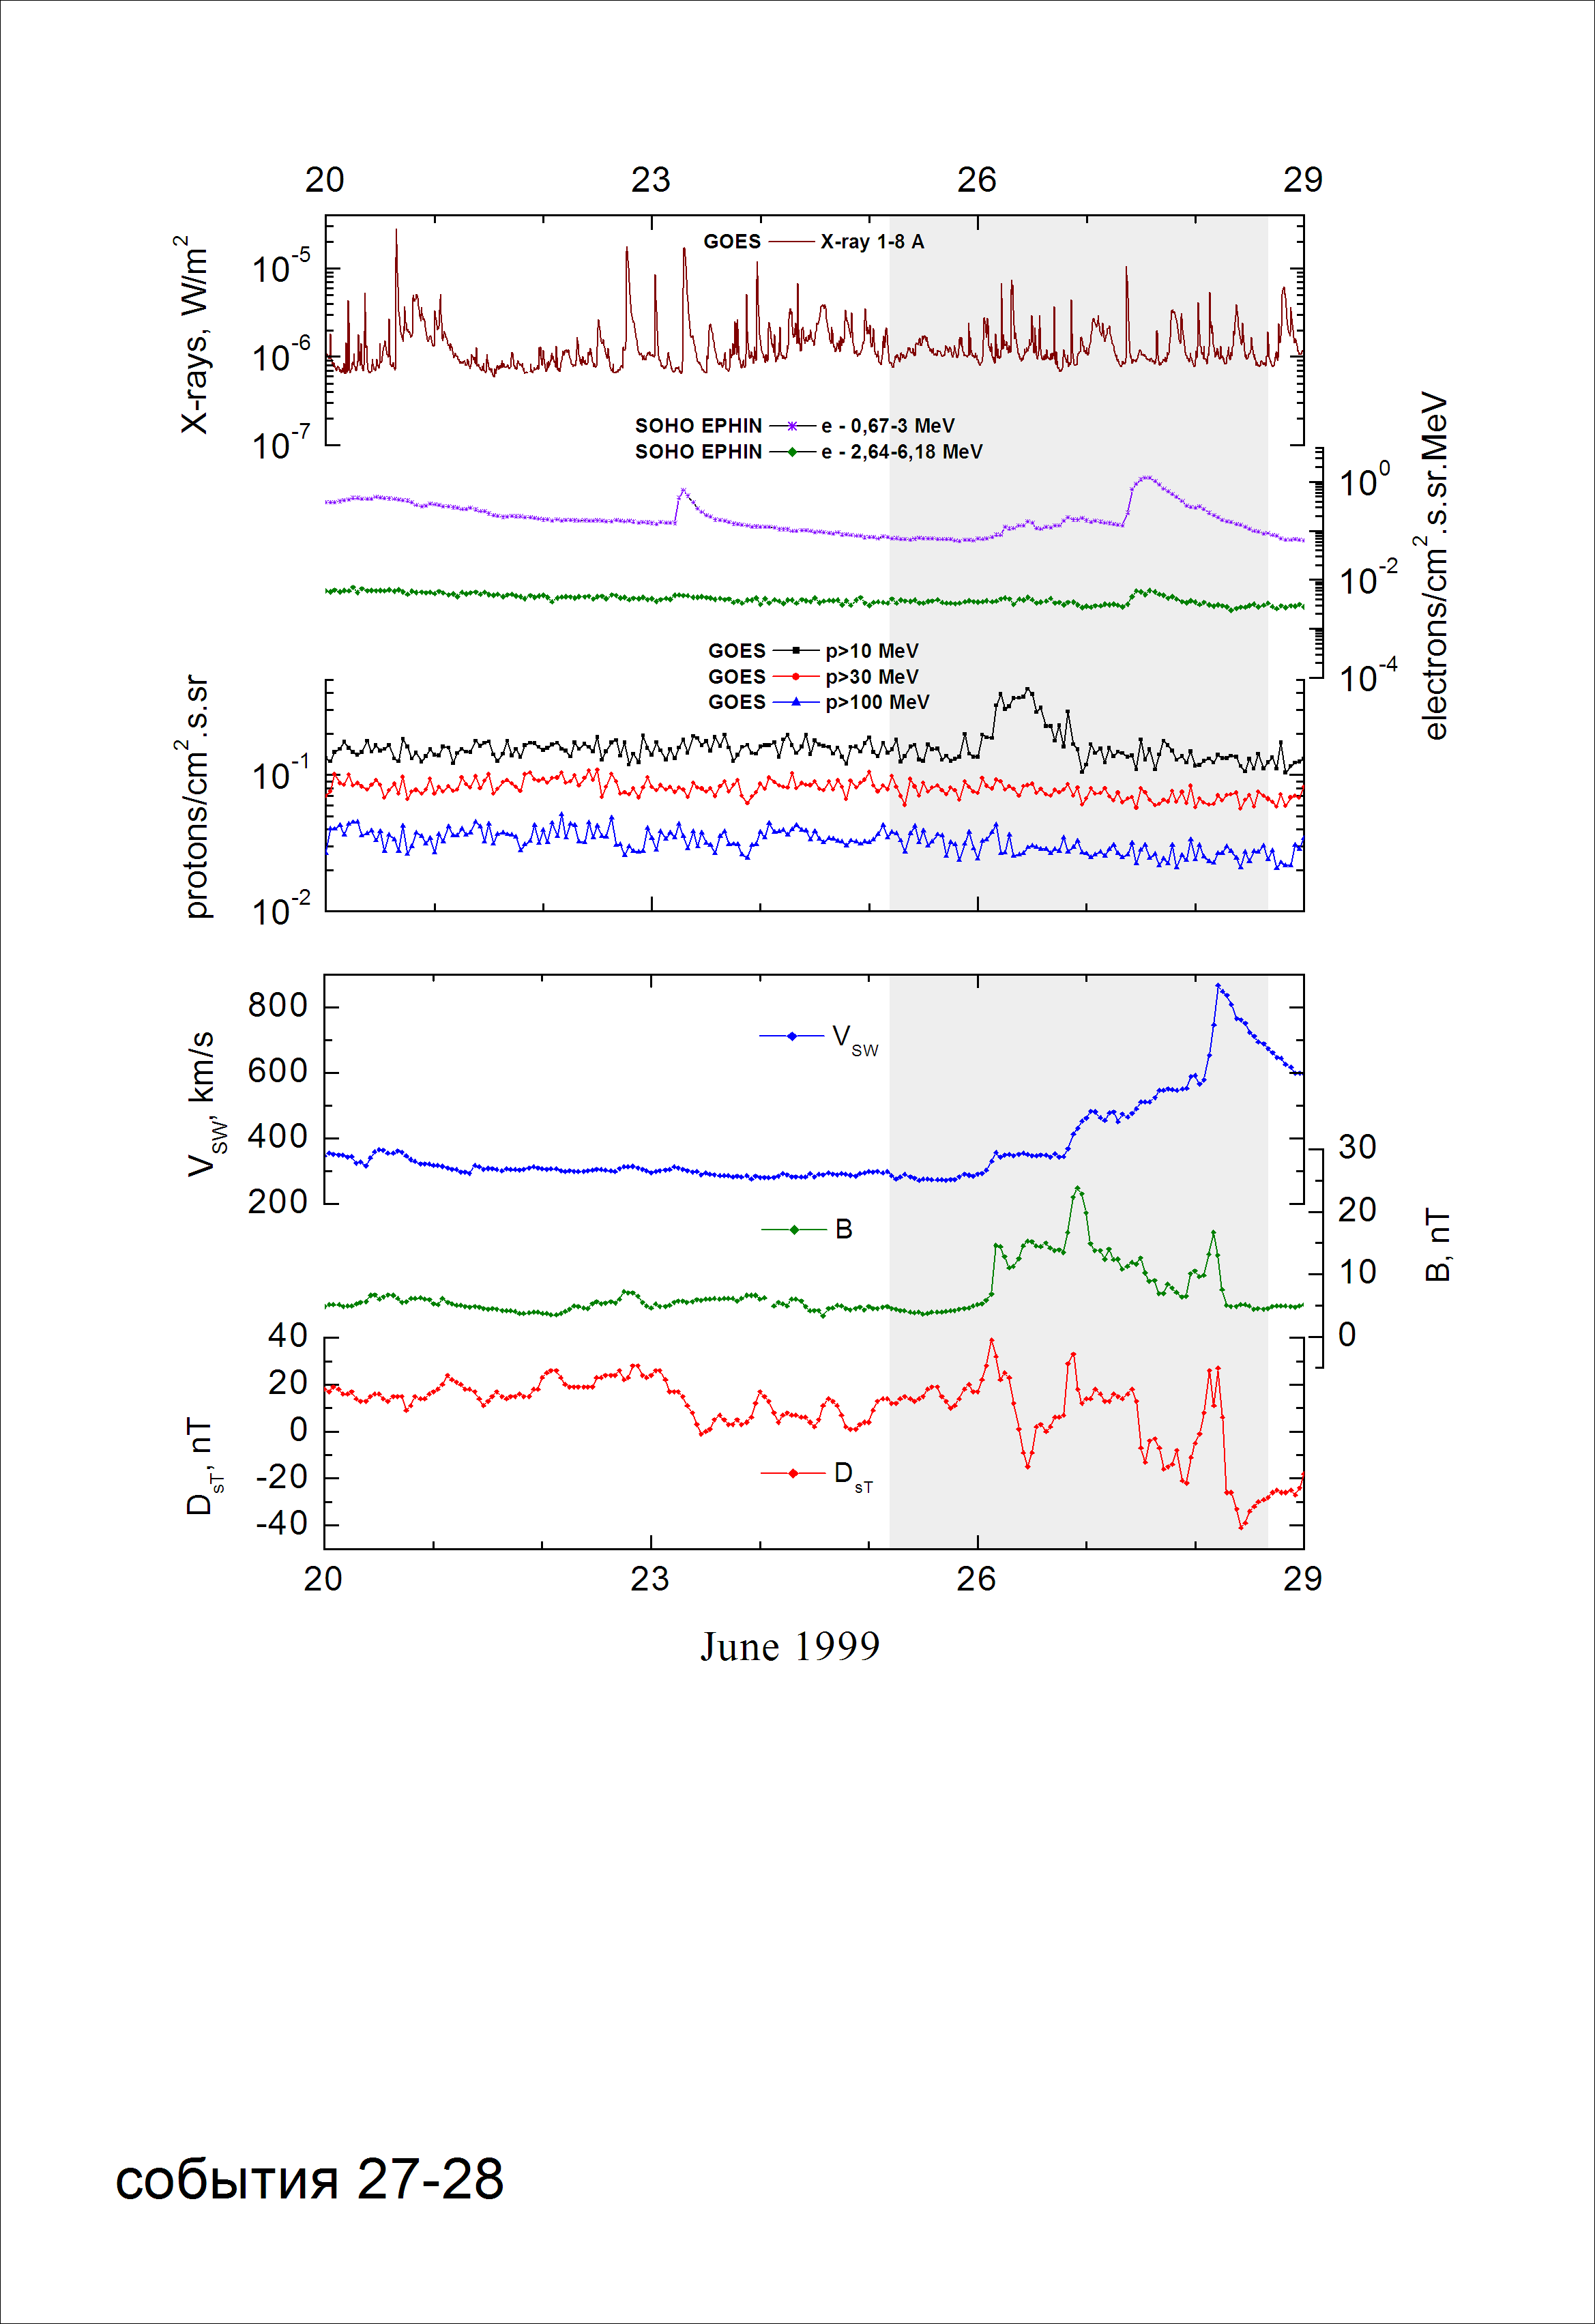 20 23 26 29
X-rays, W/m²
10⁻⁵
10⁻⁶
10⁻⁷
GOES X-ray 1-8 A
SOHO EPHIN e - 0,67-3 MeV
SOHO EPHIN e - 2,64-6,18 MeV
10⁰
10⁻²
10⁻⁴
electrons/cm².s.sr.MeV
GOES p>10 MeV
GOES p>30 MeV
GOES p>100 MeV
protons/cm².s.sr
10⁻¹
10⁻²
800
600
400
200
V_SW, km/s
V_SW
30
20
10
0
B, nT
B
40
20
0
-20
-40
D_sT, nT
D_sT
20 23 26 29
June 1999
события 27-28